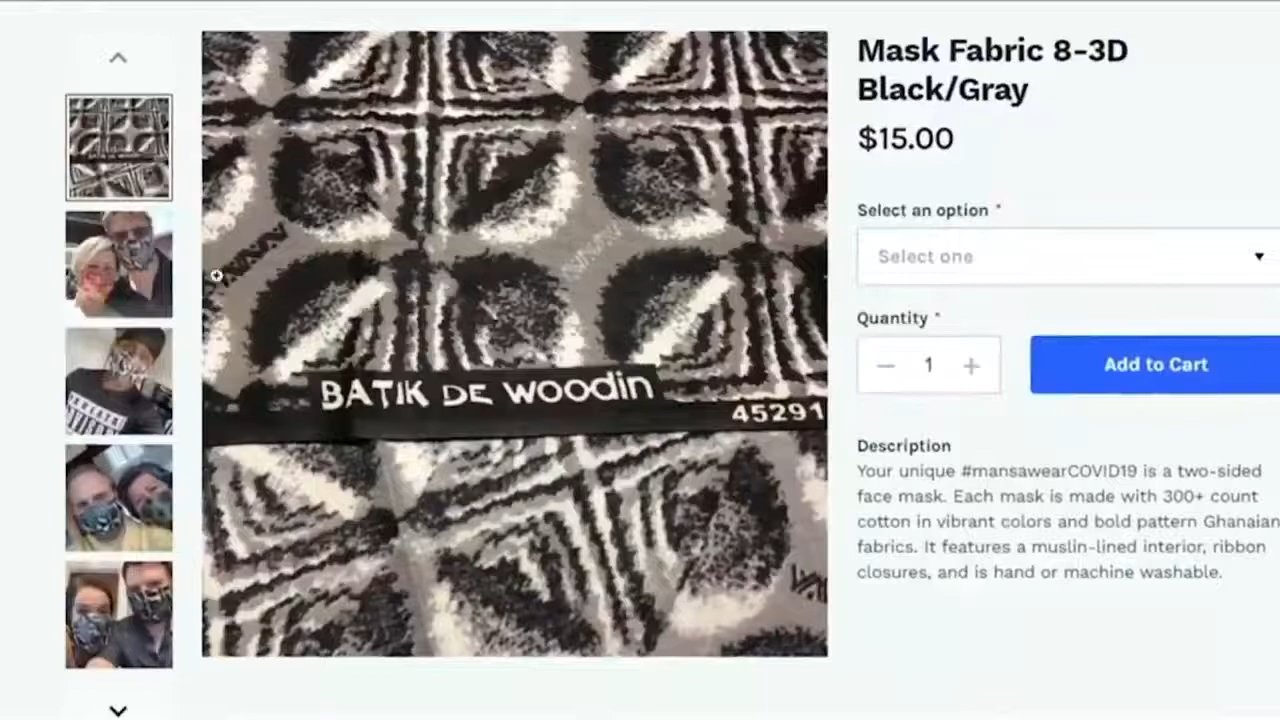 Mask Fabric 8-3D
Black/Gray
$15.00
Select an option *
Select one
Quantity *
1
Add to Cart
BATIK DE woodin
45291
Description
Your unique #mansawearCOVID19 is a two-sided
face mask. Each mask is made with 300+ count
cotton in vibrant colors and bold pattern Ghanaian
fabrics. It features a muslin-lined interior, ribbon
closures, and is hand or machine washable.